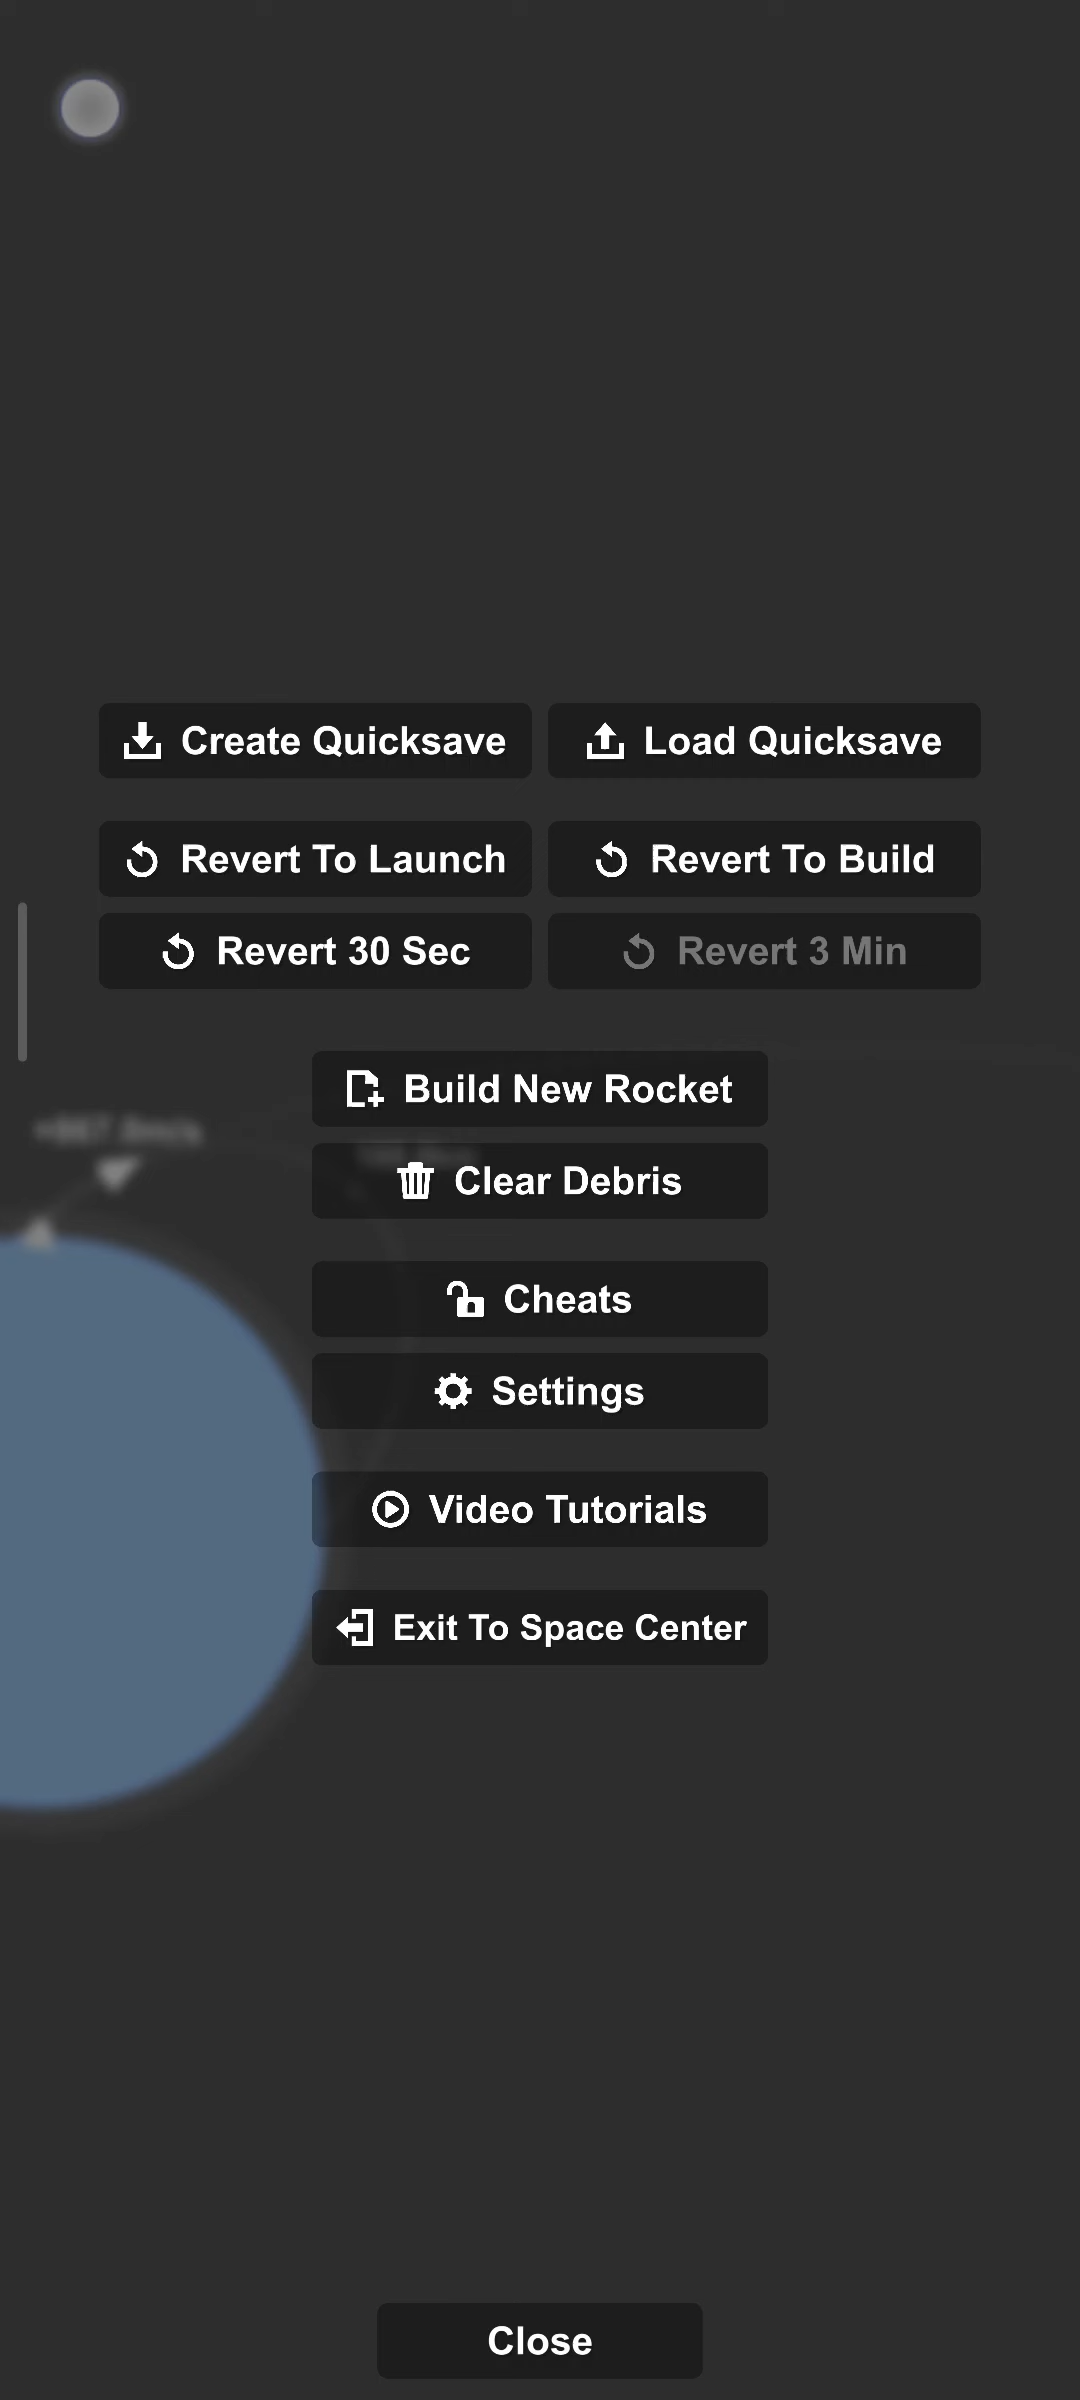 Create Quicksave
Load Quicksave
Revert To Launch
Revert To Build
Revert 30 Sec
Revert 3 Min
Build New Rocket
Clear Debris
Cheats
Settings
Video Tutorials
Exit To Space Center
Close